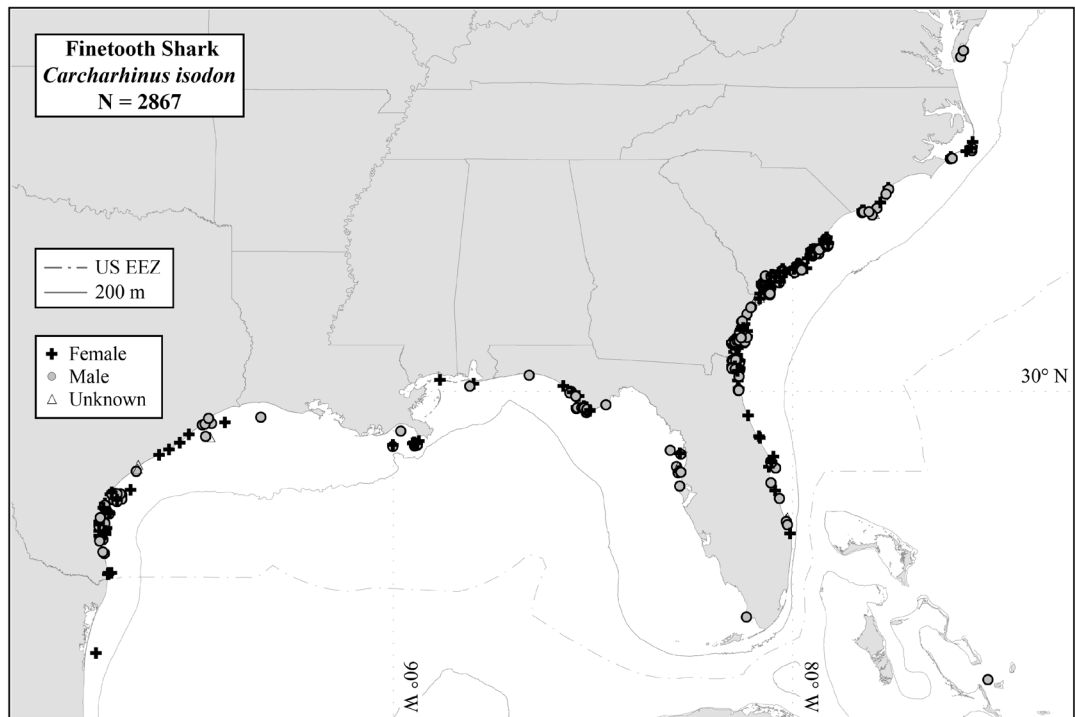 Finetooth Shark
Carcharhinus isodon
N = 2867
US EEZ
200 m
Female
Male
Unknown
30° N
90° W
80° W